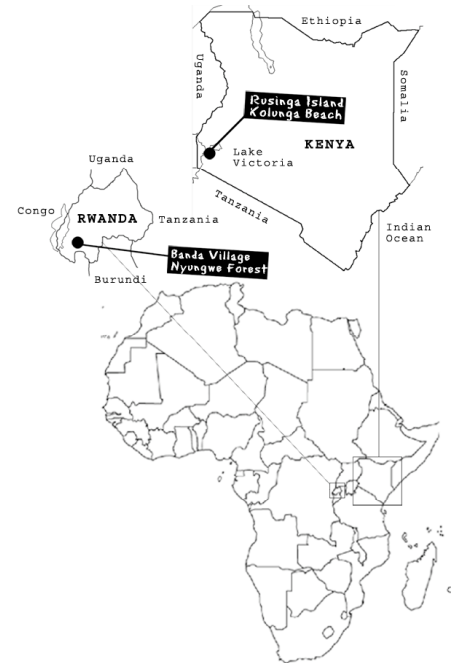 Ethiopia
Uganda
Somalia
Rusinga Island
Kolunga Beach
KENYA
Lake
Victoria
Tanzania
Indian
Ocean
Uganda
Congo
RWANDA
Tanzania
Banda Village
Nyungwe Forest
Burundi